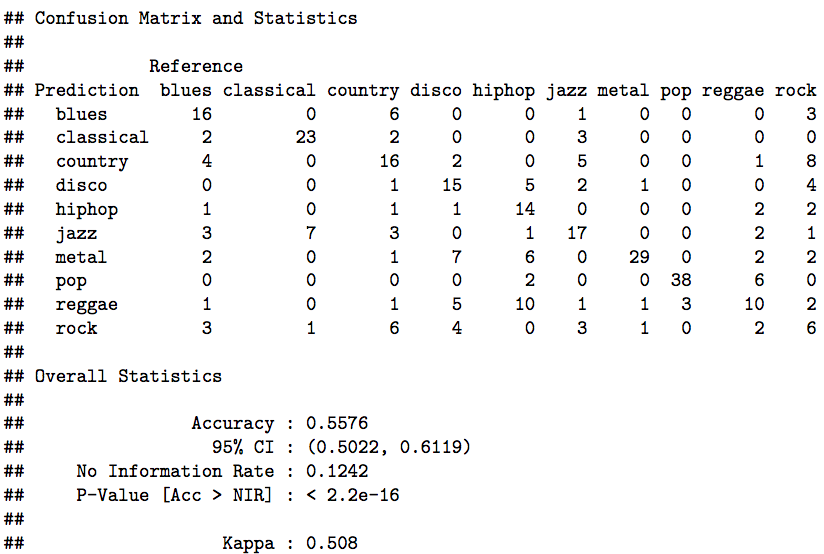 ## Confusion Matrix and Statistics
##
##           Reference
## Prediction  blues classical country disco hiphop jazz metal pop reggae rock
##   blues        16         0       6     0      0    1     0   0      0    3
##   classical     2        23       2     0      0    3     0   0      0    0
##   country       4         0      16     2      0    5     0   0      1    8
##   disco         0         0       1    15      5    2     1   0      0    4
##   hiphop        1         0       1     1     14    0     0   0      2    2
##   jazz          3         7       3     0      1   17     0   0      2    1
##   metal         2         0       1     7      6    0    29   0      2    2
##   pop           0         0       0     0      2    0     0  38      6    0
##   reggae        1         0       1     5     10    1     1   3     10    2
##   rock          3         1       6     4      0    3     1   0      2    6
##
## Overall Statistics
##
##                Accuracy : 0.5576
##                  95% CI : (0.5022, 0.6119)
##     No Information Rate : 0.1242
##     P-Value [Acc > NIR] : < 2.2e-16
##
##                   Kappa : 0.508